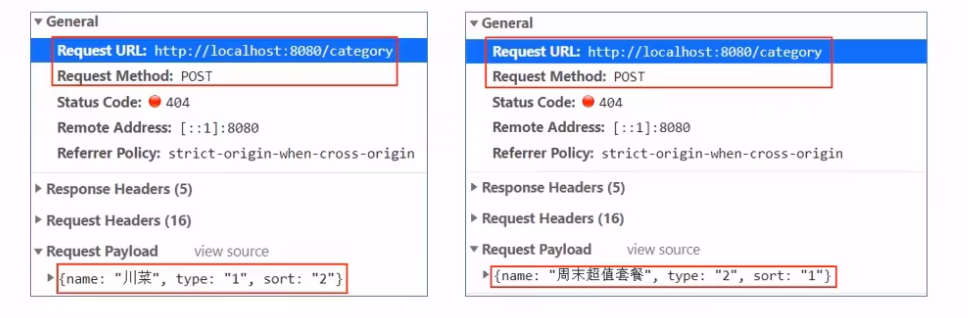 General
Request URL: http://localhost:8080/category
Request Method: POST
Status Code: 404
Remote Address: [::1]:8080
Referrer Policy: strict-origin-when-cross-origin
Response Headers (5)
Request Headers (16)
Request Payload view source
{name: "川菜", type: "1", sort: "2"}
General
Request URL: http://localhost:8080/category
Request Method: POST
Status Code: 404
Remote Address: [::1]:8080
Referrer Policy: strict-origin-when-cross-origin
Response Headers (5)
Request Headers (16)
Request Payload view source
{name: "周末超值套餐", type: "2", sort: "1"}